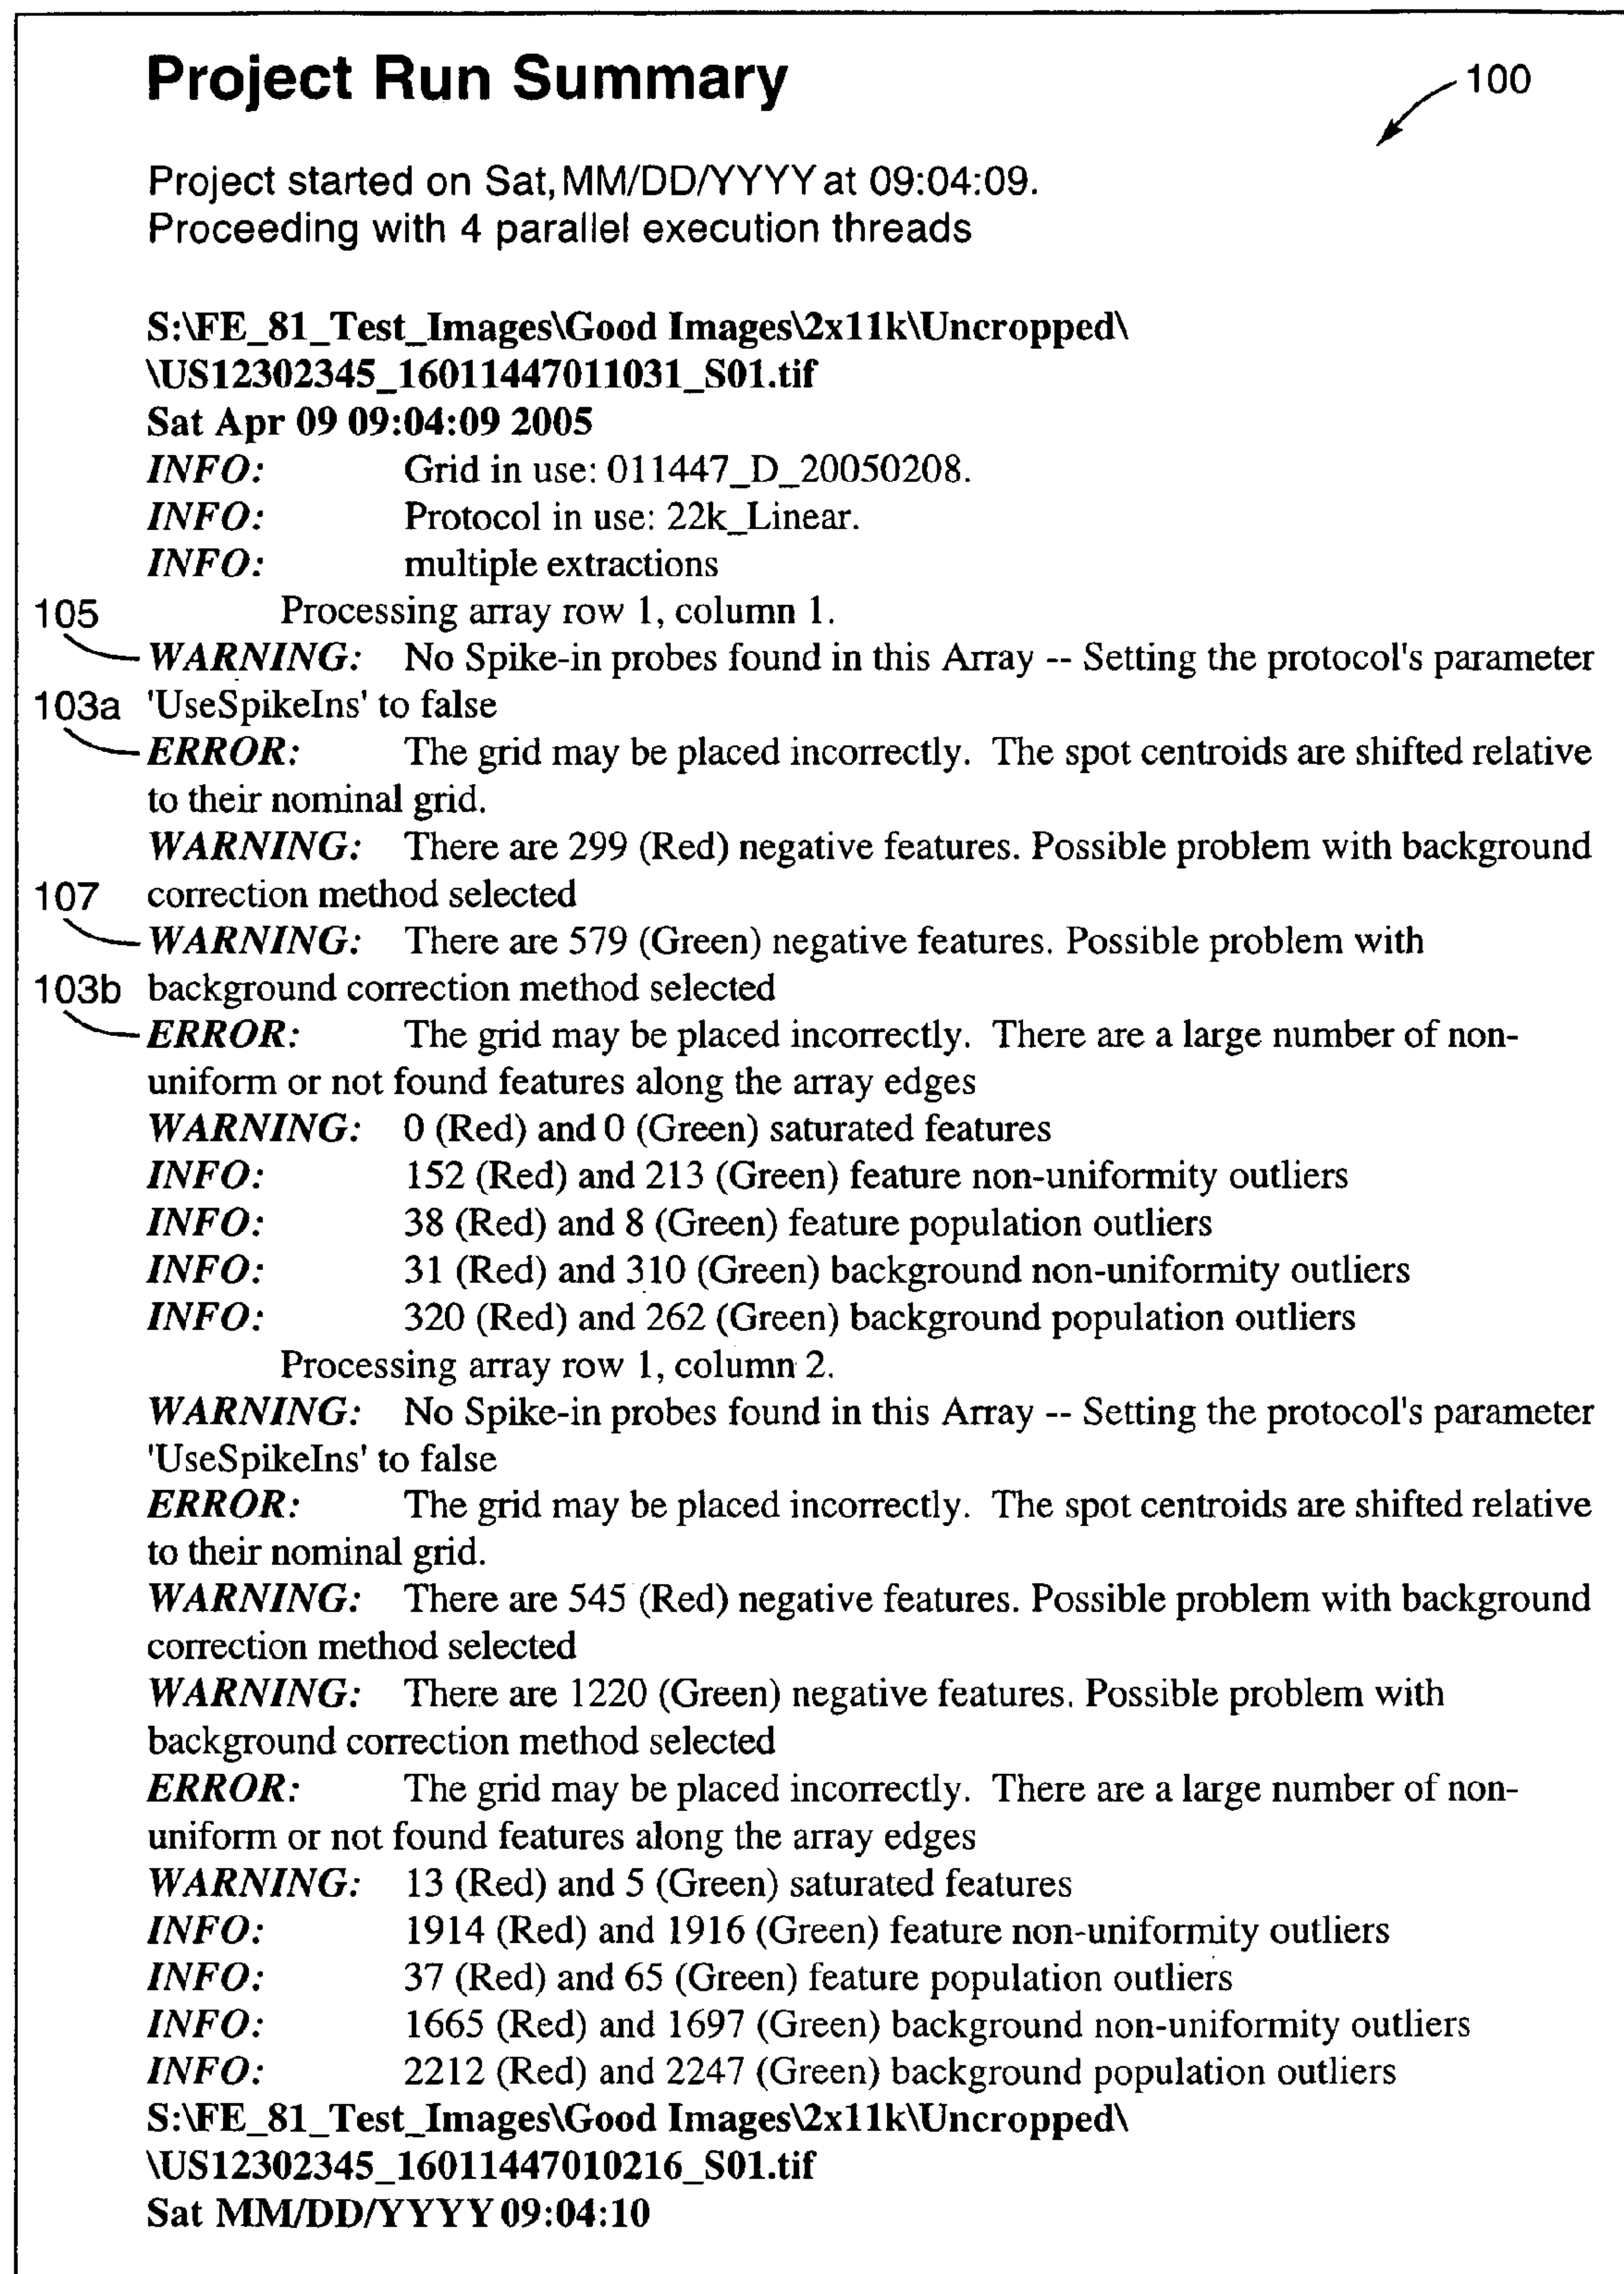 Project Run Summary
100
Project started on Sat, MM/DD/YYYY at 09:04:09.
Proceeding with 4 parallel execution threads
S:\FE_81_Test_Images\Good Images\2x11k\Uncropped\
\US12302345_16011447011031_S01.tif
Sat Apr 09 09:04:09 2005
INFO: Grid in use: 011447_D_20050208.
INFO: Protocol in use: 22k_Linear.
INFO: multiple extractions
105 Processing array row 1, column 1.
WARNING: No Spike-in probes found in this Array -- Setting the protocol's parameter
103a 'UseSpikeIns' to false
ERROR: The grid may be placed incorrectly. The spot centroids are shifted relative
to their nominal grid.
WARNING: There are 299 (Red) negative features. Possible problem with background
107 correction method selected
WARNING: There are 579 (Green) negative features. Possible problem with
103b background correction method selected
ERROR: The grid may be placed incorrectly. There are a large number of non-
uniform or not found features along the array edges
WARNING: 0 (Red) and 0 (Green) saturated features
INFO: 152 (Red) and 213 (Green) feature non-uniformity outliers
INFO: 38 (Red) and 8 (Green) feature population outliers
INFO: 31 (Red) and 310 (Green) background non-uniformity outliers
INFO: 320 (Red) and 262 (Green) background population outliers
Processing array row 1, column 2.
WARNING: No Spike-in probes found in this Array -- Setting the protocol's parameter
'UseSpikeIns' to false
ERROR: The grid may be placed incorrectly. The spot centroids are shifted relative
to their nominal grid.
WARNING: There are 545 (Red) negative features. Possible problem with background
correction method selected
WARNING: There are 1220 (Green) negative features. Possible problem with
background correction method selected
ERROR: The grid may be placed incorrectly. There are a large number of non-
uniform or not found features along the array edges
WARNING: 13 (Red) and 5 (Green) saturated features
INFO: 1914 (Red) and 1916 (Green) feature non-uniformity outliers
INFO: 37 (Red) and 65 (Green) feature population outliers
INFO: 1665 (Red) and 1697 (Green) background non-uniformity outliers
INFO: 2212 (Red) and 2247 (Green) background population outliers
S:\FE_81_Test_Images\Good Images\2x11k\Uncropped\
\US12302345_16011447010216_S01.tif
Sat MM/DD/YYYY 09:04:10